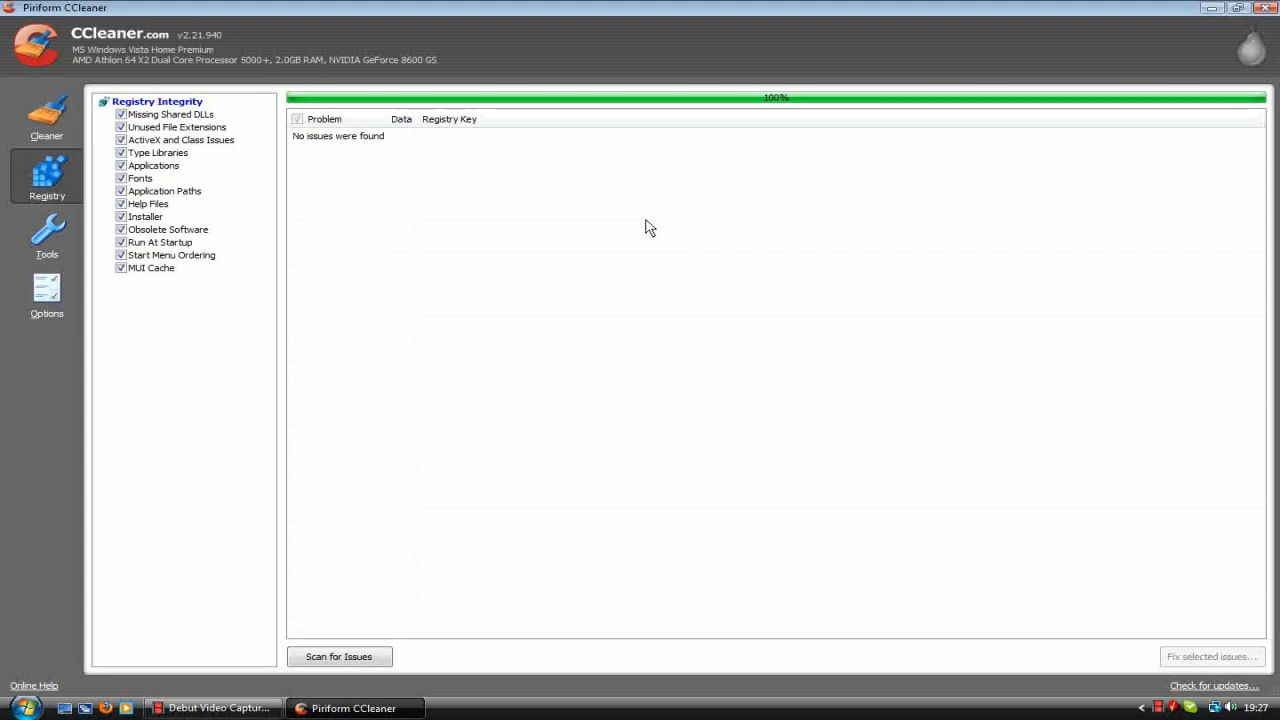 Piriform CCleaner
CCleaner.com v2.21.940
MS Windows Vista Home Premium
AMD Athlon 64 X2 Dual Core Processor 5000+, 2.0GB RAM, NVIDIA GeForce 8600 GS
Cleaner
Registry
Tools
Options
Registry Integrity
Missing Shared DLLs
Unused File Extensions
ActiveX and Class Issues
Type Libraries
Applications
Fonts
Application Paths
Help Files
Installer
Obsolete Software
Run At Startup
Start Menu Ordering
MUI Cache
100%
Problem Data Registry Key
No issues were found
Scan for Issues
Fix selected issues...
Online Help
Check for updates...
Debut Video Captur...
Piriform CCleaner
19:27